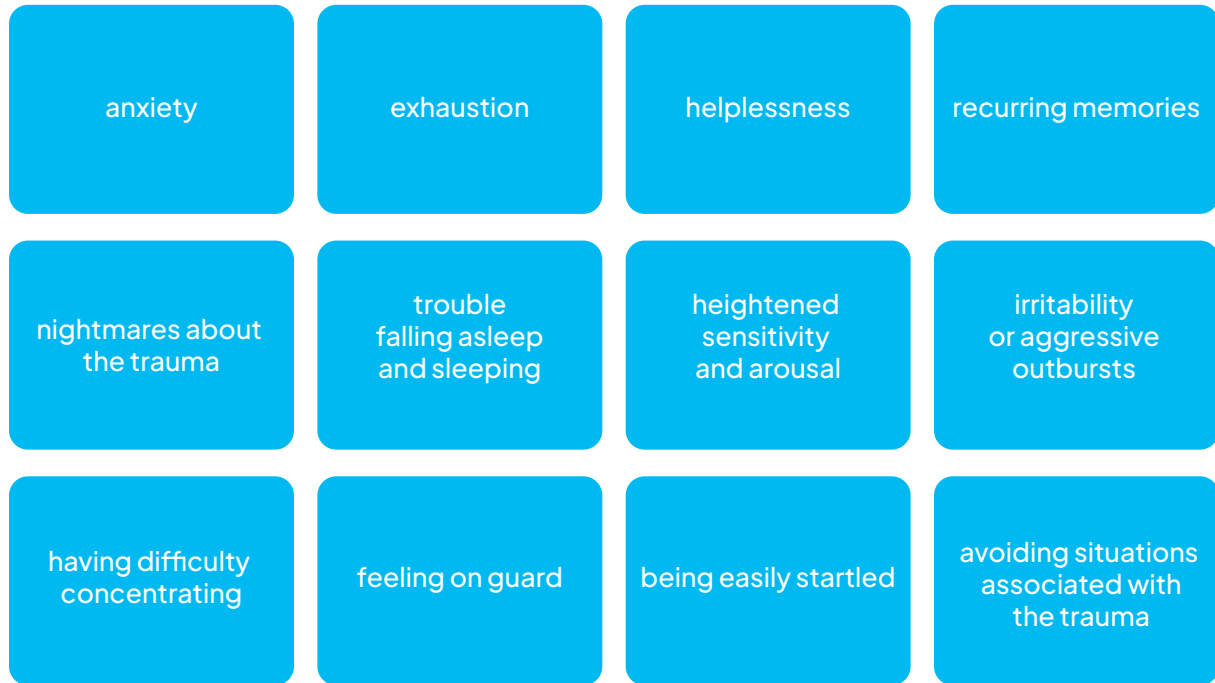 anxiety
exhaustion
helplessness
recurring memories
nightmares about
the trauma
trouble
falling asleep
and sleeping
heightened
sensitivity
and arousal
irritability
or aggressive
outbursts
having difficulty
concentrating
feeling on guard
being easily startled
avoiding situations
associated with
the trauma